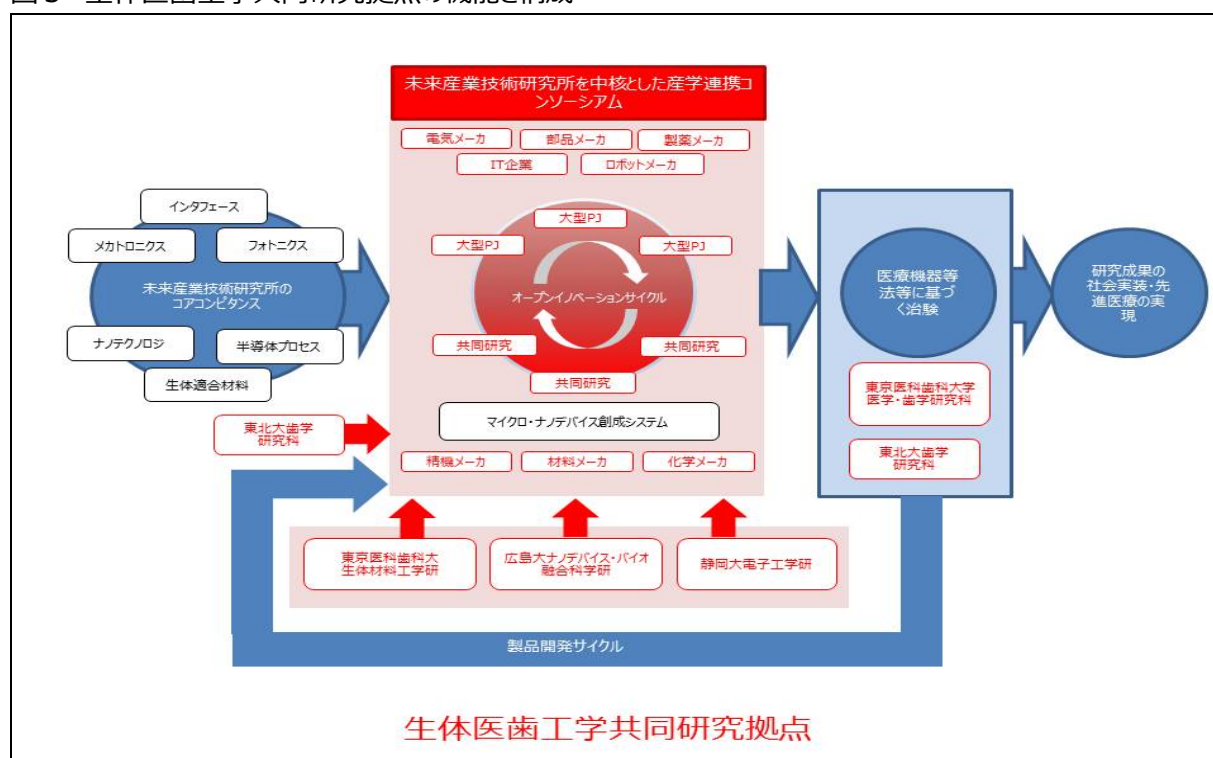 未来産業技術研究所を中核とした産学連携コ
ンソーシアム
電気メーカ
部品メーカ
製薬メーカ
IT企業
ロボットメーカ
インタフェース
メカトロニクス
フォトニクス
未来産業技術研究所の
コアコンピタンス
ナノテクノロジ
半導体プロセス
生体適合材料
大型PJ
大型PJ
大型PJ
オープンイノベーションサイクル
共同研究
共同研究
共同研究
マイクロ・ナノデバイス創成システム
精機メーカ
材料メーカ
化学メーカ
医療機器等
法等に基づ
く治験
東京医科歯科大学
医学・歯学研究科
東北大歯学
研究科
研究成果の
社会実装・先
進医療の実
現
東北大歯学
研究科
東京医科歯科大
生体材料工学研
広島大ナノデバイス・バイオ
融合科学研
静岡大電子工学研
製品開発サイクル
生体医歯工学共同研究拠点